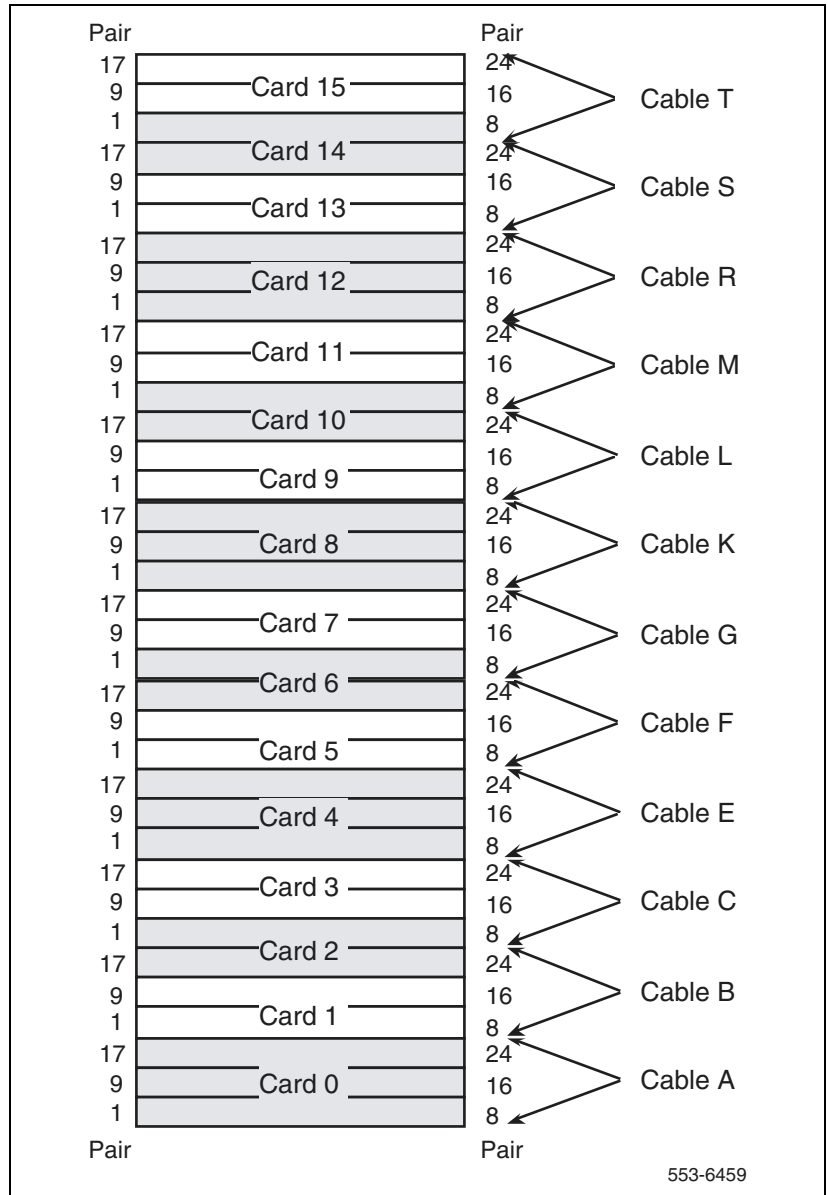 Pair Pair
17 24
9 Card 15 16 Cable T
1 8
17 Card 14 24
9 16 Cable S
1 Card 13 8
17 24
9 Card 12 16 Cable R
1 8
17 24
9 Card 11 16 Cable M
1 8
17 Card 10 24
9 16 Cable L
1 Card 9 8
17 24
9 Card 8 16 Cable K
1 8
17 24
9 Card 7 16 Cable G
1 8
17 Card 6 24
9 16 Cable F
1 Card 5 8
17 24
9 Card 4 16 Cable E
1 8
17 24
9 Card 3 16 Cable C
1 8
17 Card 2 24
9 16 Cable B
1 Card 1 8
17 24
9 Card 0 16 Cable A
1 8
Pair Pair
553-6459